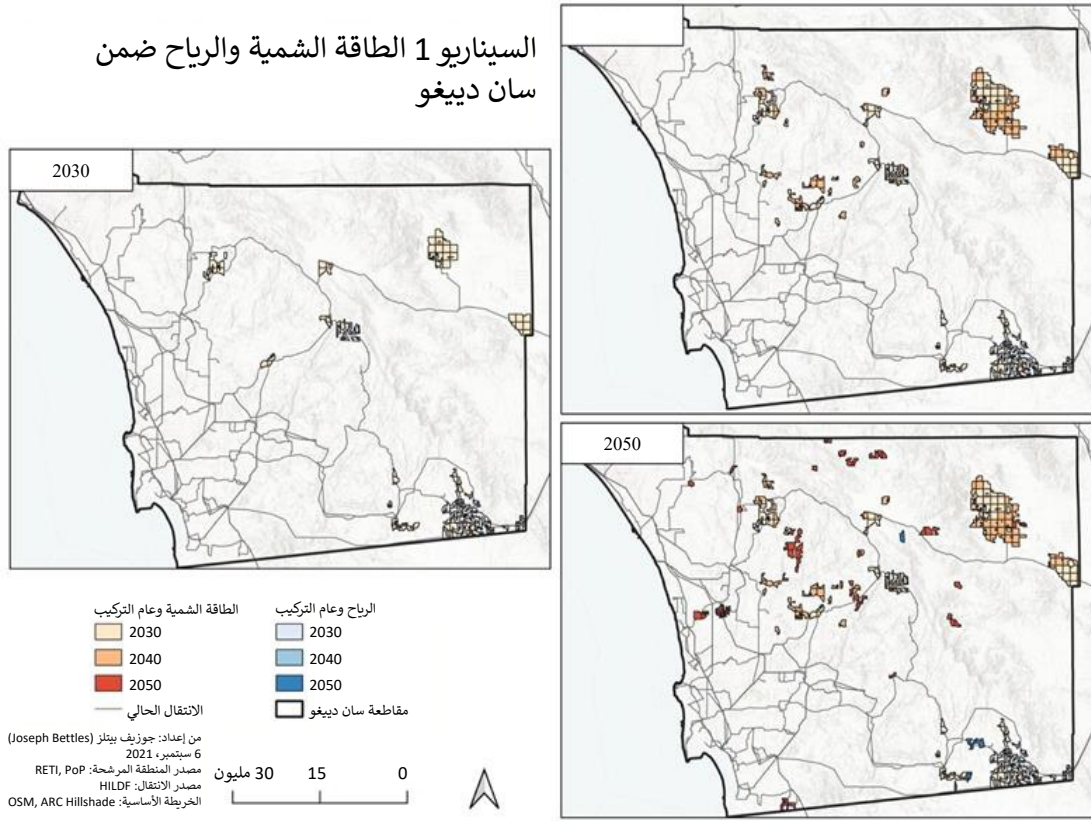 السيناريو 1 الطاقة الشمسية والرياح ضمن
سان دييغو
2030
2050
الطاقة الشمسية وعام التركيب
2030
2040
2050
الانتقال الحالي
الرياح وعام التركيب
2030
2040
2050
مقاطعة سان دييغو
من إعداد: جوزيف بيتلز (Joseph Bettles)
6 سبتمبر، 2021
مصدر المنطقة المرشحة: RETI, PoP
مصدر الانتقال: HILDF
الخريطة الأساسية: OSM, ARC Hillshade
30 مليون 15 0